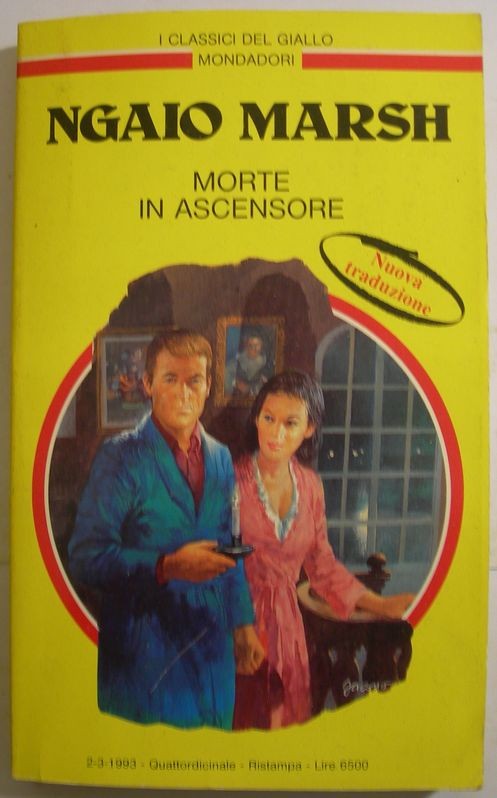 I CLASSICI DEL GIALLO
MONDADORI
NGAIO MARSH
MORTE
IN ASCENSORE
Nuova
traduzione
2-3-1993 - Quattordicinale - Ristampa - Lire 6500